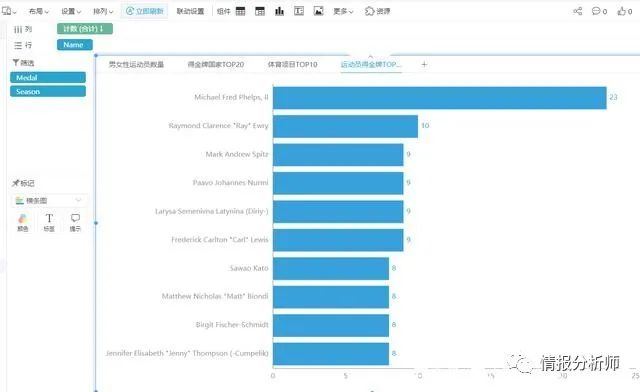 布局 设置 排列 立即刷新 联动设置 组件 更多 资源 0 0
列 计数 (合计)
行 Name
筛选
Medal
Season
男女性运动员数量 得金牌国家TOP20 体育项目TOP10 运动员得金牌TOP... +
Michael Fred Phelps, II 23
Raymond Clarence "Ray" Ewry 10
Mark Andrew Spitz 9
Paavo Johannes Nurmi 9
Larysa Semenivna Latynina (Diriy-) 9
Frederick Carlton "Carl" Lewis 9
Sawao Kato 8
Matthew Nicholas "Matt" Biondi 8
Birgit Fischer-Schmidt 8
Jennifer Elisabeth "Jenny" Thompson (-Cumpelik) 8
标记
横条图
颜色 标签 提示
0 5 10 15 20 25
情报分析师